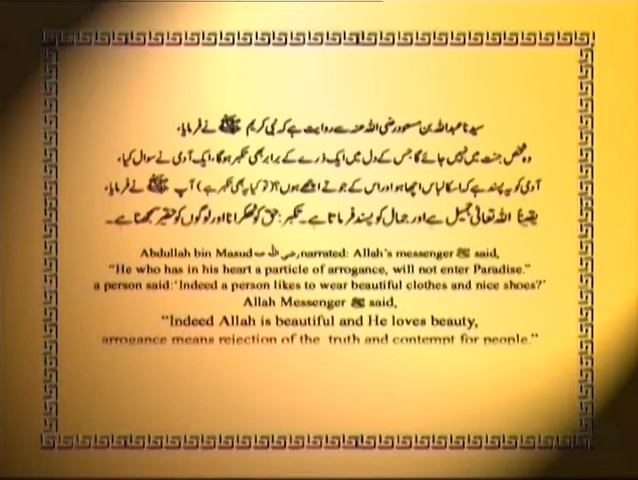 سیدنا عبداللہ بن مسعود رضی اللہ عنہ سے روایت ہے کہ نبی کریم ﷺ نے فرمایا،
وہ شخص جنت میں نہیں جائے گا جس کے دل میں ایک ذرے کے برابر بھی تکبر ہوگا، ایک آدمی نے سوال کیا،
آدمی کو یہ پسند ہے کہ اسکا لباس اچھا ہو اور اس کے جوتے اچھے ہوں؟ (تو کیا یہ بھی تکبر ہے) آپ ﷺ نے فرمایا،
یقیناً اللہ تعالیٰ جمیل ہے اور جمال کو پسند فرماتا ہے۔ تکبر: حق کو ٹھکرانا اور لوگوں کو حقیر سمجھنا ہے۔
Abdullah bin Masud رضی اللہ عنہ narrated: Allah's messenger ﷺ said,
"He who has in his heart a particle of arrogance, will not enter Paradise."
a person said:'Indeed a person likes to wear beautiful clothes and nice shoes?'
Allah Messenger ﷺ said,
"Indeed Allah is beautiful and He loves beauty,
arrogance means rejection of the truth and contempt for people."